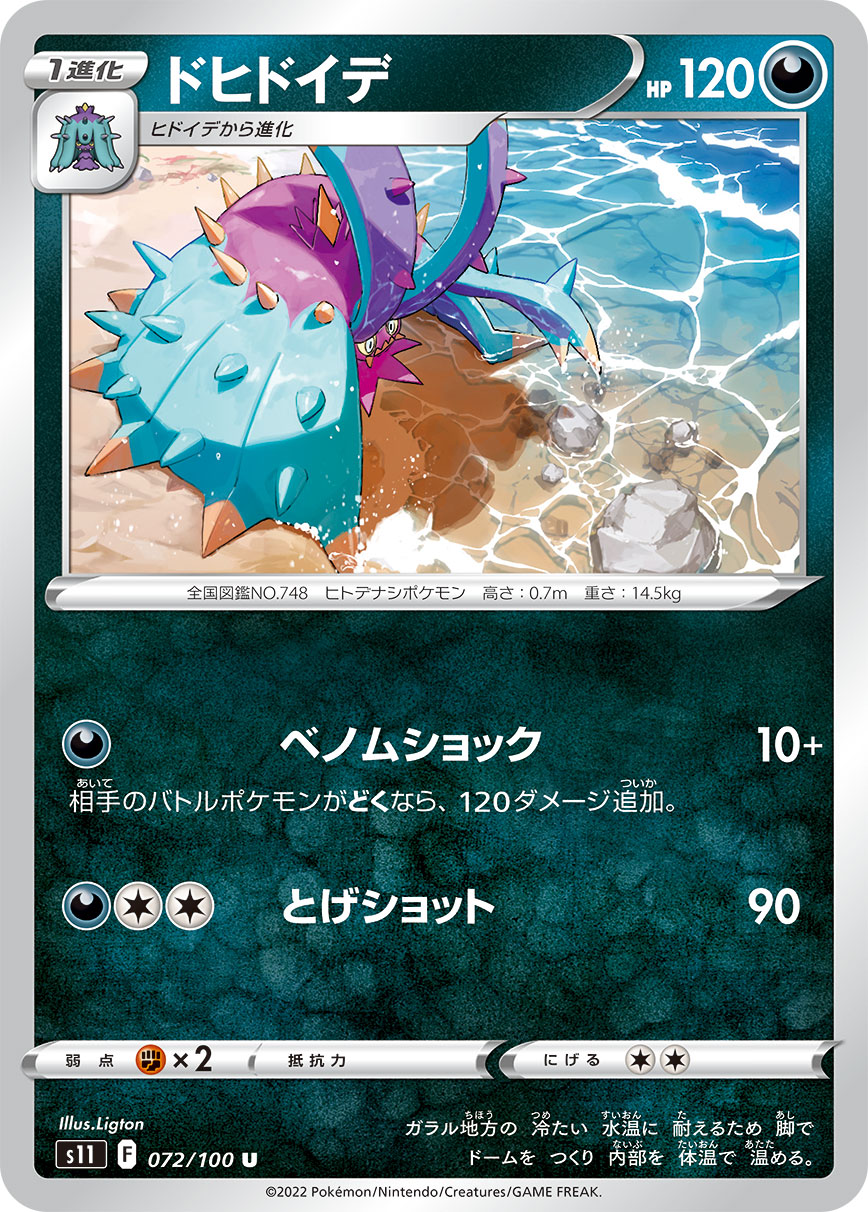 1進化
ドヒドイデ
HP 120
ヒドイデから進化
全国図鑑NO.748 ヒトデナシポケモン 高さ:0.7m 重さ:14.5kg
ベノムショック 10+
相手のバトルポケモンがどくなら、120ダメージ追加。
とげショット 90
弱点 ×2 抵抗力 にげる
Illus.Ligton
ガラル地方の 冷たい 水温に 耐えるため 脚で
ドームを つくり 内部を 体温で 温める。
s11 F 072/100 U
©2022 Pokémon/Nintendo/Creatures/GAME FREAK.